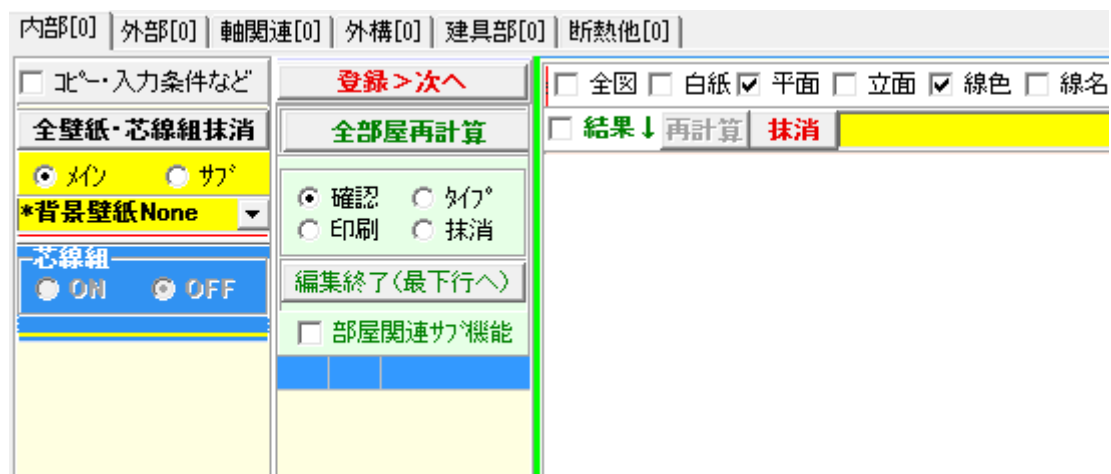 内部[0] 外部[0] 軸関連[0] 外構[0] 建具部[0] 断熱他[0]
ｺﾋﾟｰ・入力条件など
全壁紙・芯線組抹消
ﾒｲﾝ ｻﾌﾞ
*背景壁紙None
芯線組
ON OFF
登録＞次へ
全部屋再計算
確認 ﾀｲﾌﾟ
印刷 抹消
編集終了(最下行へ)
部屋関連ｻﾌﾞ機能
全図 白紙 平面 立面 線色 線名
結果↓ 再計算 抹消